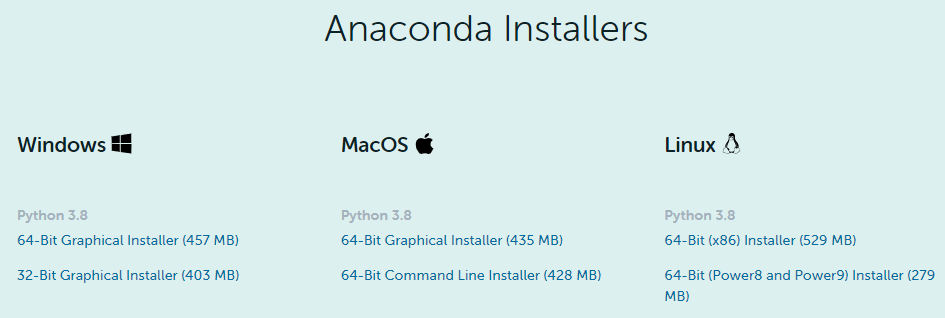 Anaconda Installers
Windows
Python 3.8
64-Bit Graphical Installer (457 MB)
32-Bit Graphical Installer (403 MB)
MacOS
Python 3.8
64-Bit Graphical Installer (435 MB)
64-Bit Command Line Installer (428 MB)
Linux
Python 3.8
64-Bit (x86) Installer (529 MB)
64-Bit (Power8 and Power9) Installer (279
MB)